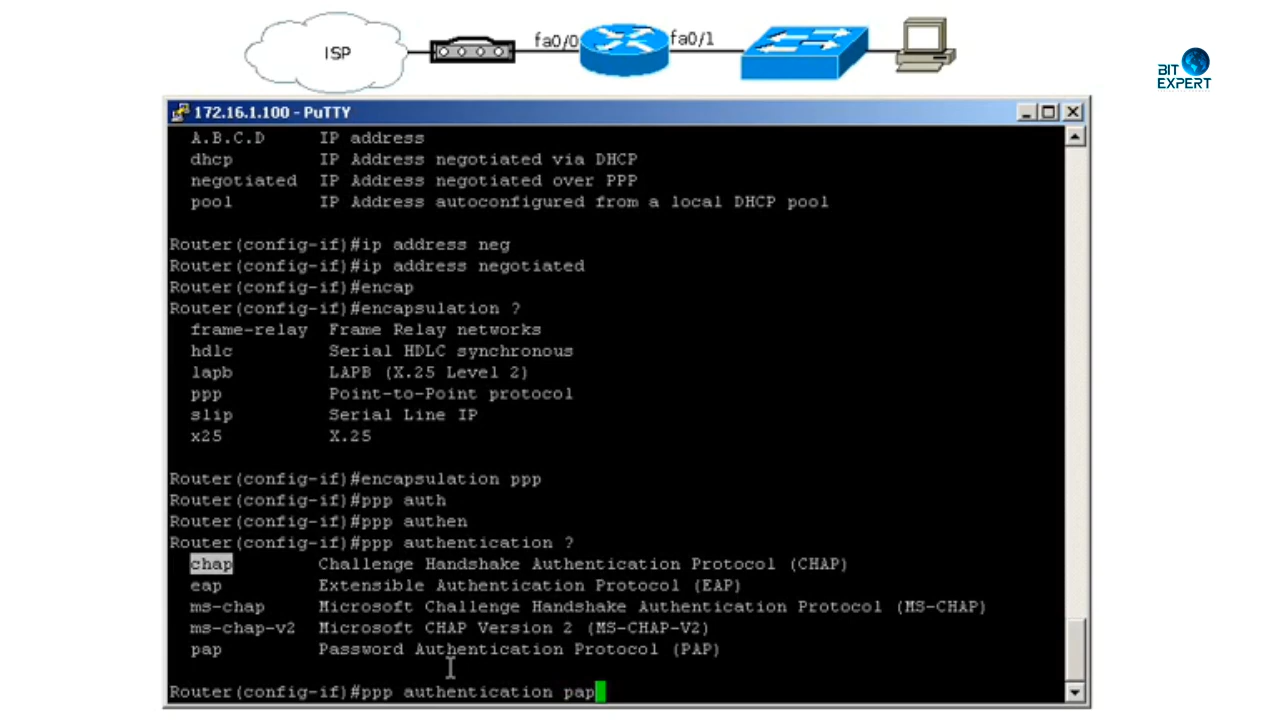 ISP
fa0/0
fa0/1
BIT
EXPERT
172.16.1.100 - PuTTY
A.B.C.D IP address
dhcp IP Address negotiated via DHCP
negotiated IP Address negotiated over PPP
pool IP Address autoconfigured from a local DHCP pool
Router(config-if)#ip address neg
Router(config-if)#ip address negotiated
Router(config-if)#encap
Router(config-if)#encapsulation ?
frame-relay Frame Relay networks
hdlc Serial HDLC synchronous
lapb LAPB (X.25 Level 2)
ppp Point-to-Point protocol
slip Serial Line IP
x25 X.25
Router(config-if)#encapsulation ppp
Router(config-if)#ppp auth
Router(config-if)#ppp authen
Router(config-if)#ppp authentication ?
chap Challenge Handshake Authentication Protocol (CHAP)
eap Extensible Authentication Protocol (EAP)
ms-chap Microsoft Challenge Handshake Authentication Protocol (MS-CHAP)
ms-chap-v2 Microsoft CHAP Version 2 (MS-CHAP-V2)
pap Password Authentication Protocol (PAP)
Router(config-if)#ppp authentication pap